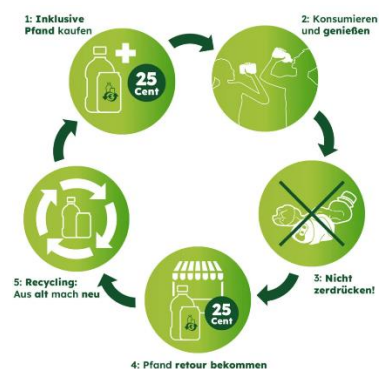 1: Inklusive
Pfand kaufen
25
Cent
2: Konsumieren
und genießen
3: Nicht
zerdrücken!
25
Cent
4: Pfand retour bekommen
5: Recycling:
Aus alt mach neu